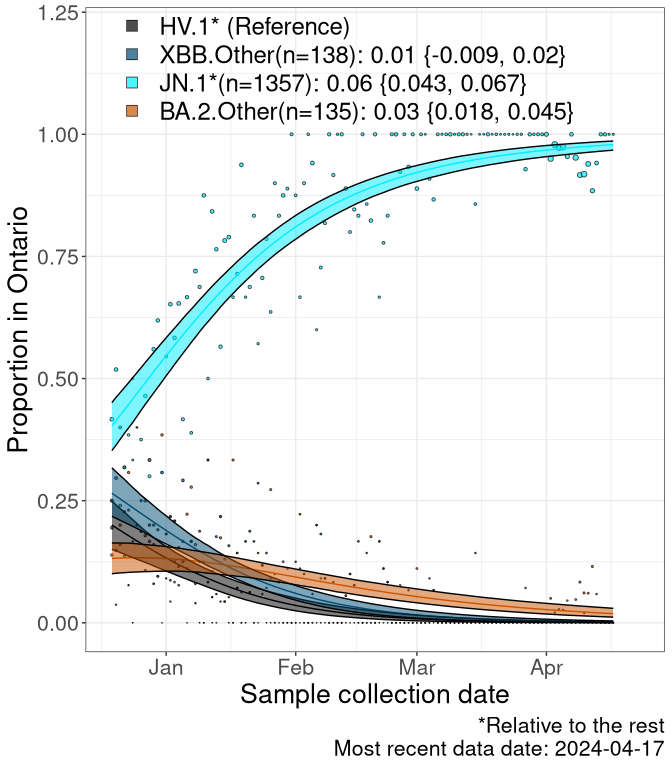 1.25
HV.1* (Reference)
XBB.Other(n=138): 0.01 {-0.009, 0.02}
JN.1*(n=1357): 0.06 {0.043, 0.067}
BA.2.Other(n=135): 0.03 {0.018, 0.045}
1.00
0.75
0.50
0.25
0.00
Proportion in Ontario
Jan Feb Mar Apr
Sample collection date
*Relative to the rest
Most recent data date: 2024-04-17